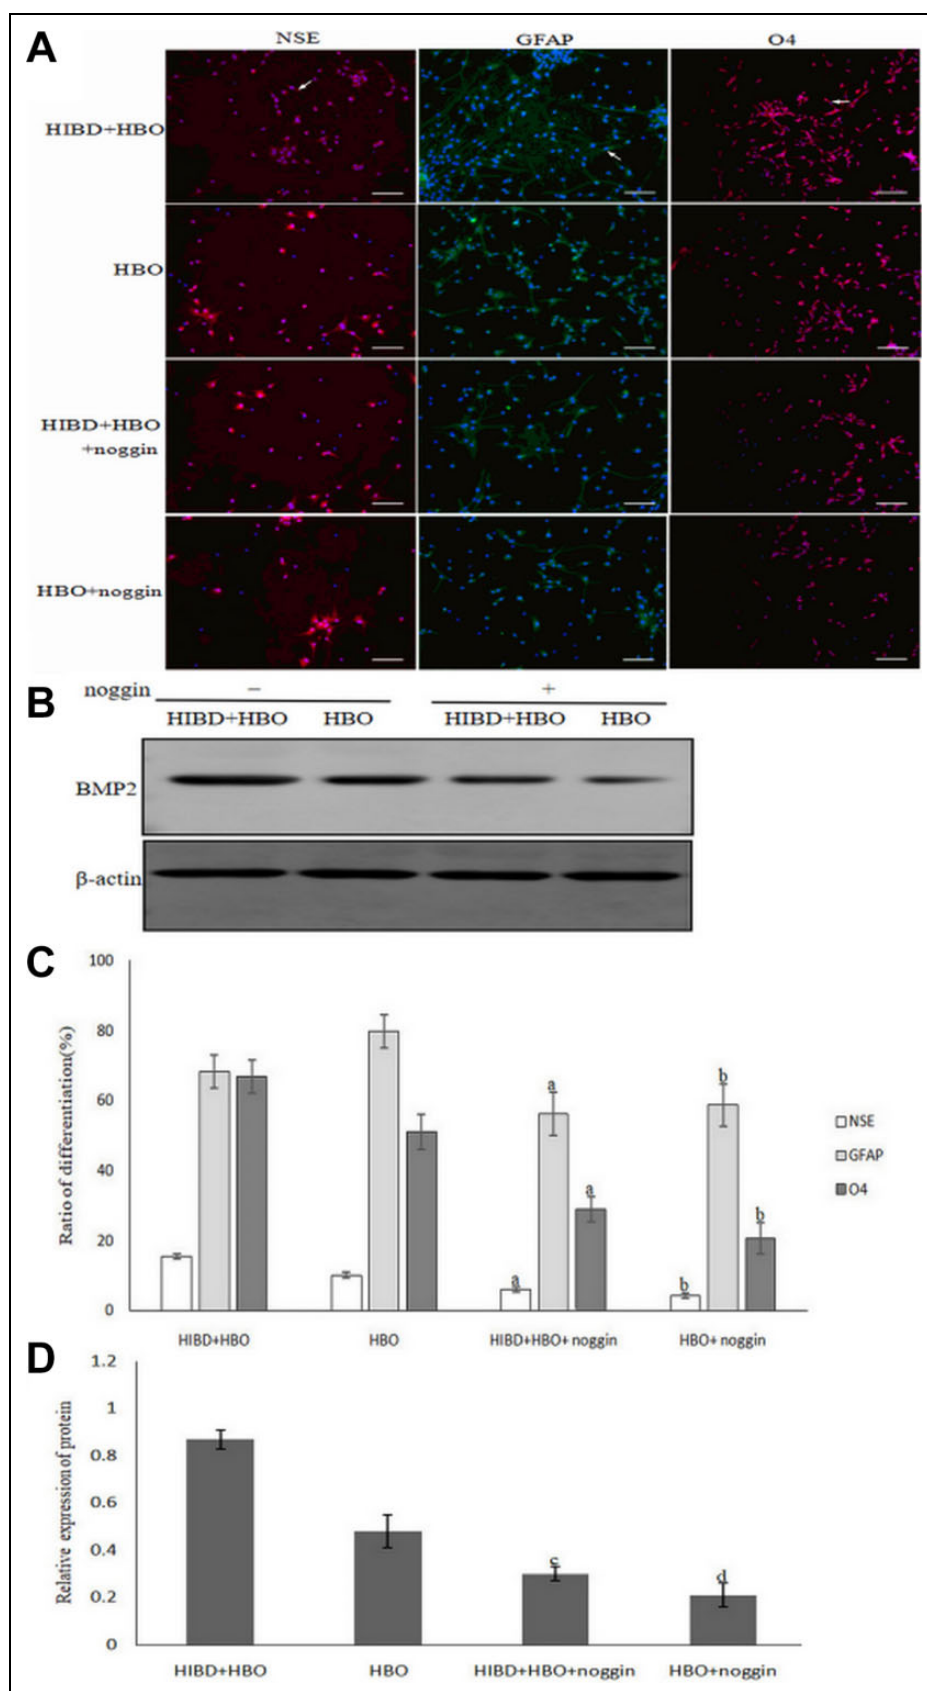 A
NSE GFAP O4
HIBD+HBO
HBO
HIBD+HBO
+noggin
HBO+noggin
B
noggin − +
HIBD+HBO HBO HIBD+HBO HBO
BMP2
β-actin
C
Ratio of differentiation(%)
100
80
60
40
20
0
a
a
a
b
b
b
NSE
GFAP
O4
HIBD+HBO HBO HIBD+HBO+ noggin HBO+ noggin
D
Relative expression of protein
1.2
1
0.8
0.6
0.4
0.2
0
c
d
HIBD+HBO HBO HIBD+HBO+noggin HBO+noggin